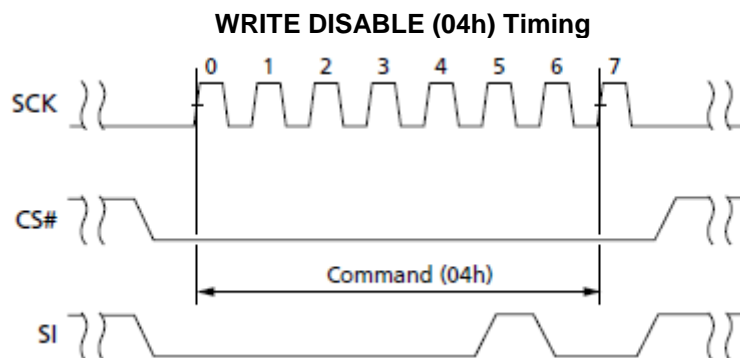 WRITE DISABLE (04h) Timing
0 1 2 3 4 5 6 7
SCK
CS#
Command (04h)
SI